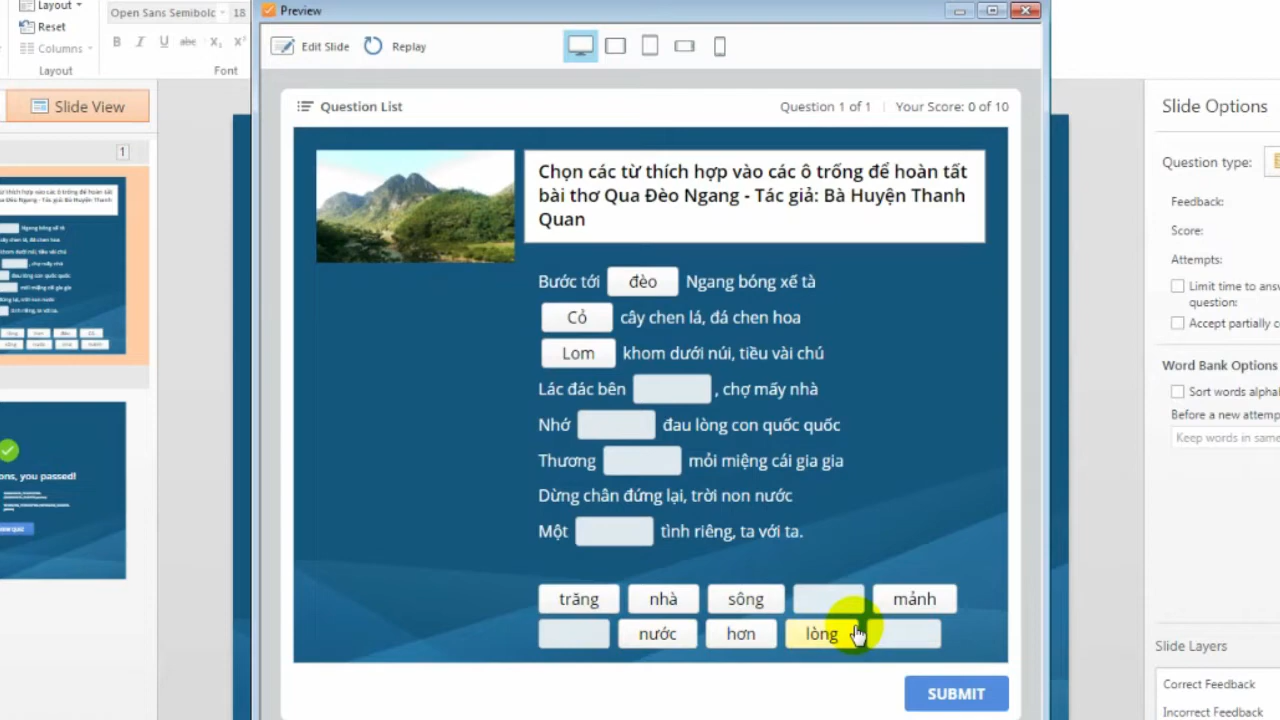 Layout
Open Sans Semibolc 18
Preview
Reset
Edit Slide Replay
Columns
B I U abc X₂ X²
Layout Font
Slide View
Question List Question 1 of 1 Your Score: 0 of 10
Slide Options
1
Chọn các từ thích hợp vào các ô trống để hoàn tất
bài thơ Qua Đèo Ngang - Tác giả: Bà Huyện Thanh
Quan
Question type:
Feedback:
Score:
Attempts:
Limit time to ans
question:
Accept partially c
Word Bank Options
Sort words alphab
Before a new attemp
Keep words in same
Bước tới đèo Ngang bóng xế tà
Cỏ cây chen lá, đá chen hoa
Lom khom dưới núi, tiều vài chú
Lác đác bên , chợ mấy nhà
Nhớ đau lòng con quốc quốc
Thương mỏi miệng cái gia gia
Dừng chân đứng lại, trời non nước
Một tình riêng, ta với ta.
trăng nhà sông mảnh
nước hơn lòng
SUBMIT
ons, you passed!
Slide Layers
Correct Feedback
Incorrect Feedback